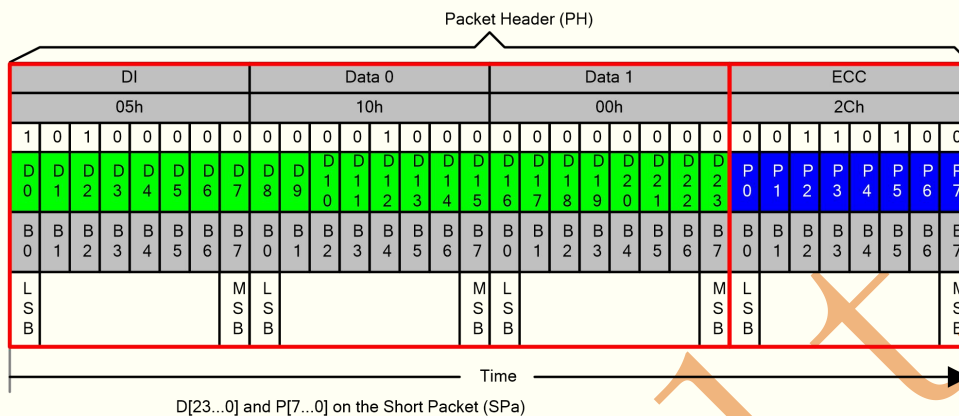 Packet Header (PH)
DI Data 0 Data 1 ECC
05h 10h 00h 2Ch
1 0 1 0 0 0 0 0 0 0 0 0 1 0 0 0 0 0 0 0 0 0 0 0 0 0 1 1 0 1 0 0
D0 D1 D2 D3 D4 D5 D6 D7 D8 D9 D10 D11 D12 D13 D14 D15 D16 D17 D18 D19 D20 D21 D22 D23 P0 P1 P2 P3 P4 P5 P6 P7
B0 B1 B2 B3 B4 B5 B6 B7 B0 B1 B2 B3 B4 B5 B6 B7 B0 B1 B2 B3 B4 B5 B6 B7 B0 B1 B2 B3 B4 B5 B6 B7
LSB MSB LSB MSB LSB MSB LSB MSB
Time
D[23...0] and P[7...0] on the Short Packet (SPa)